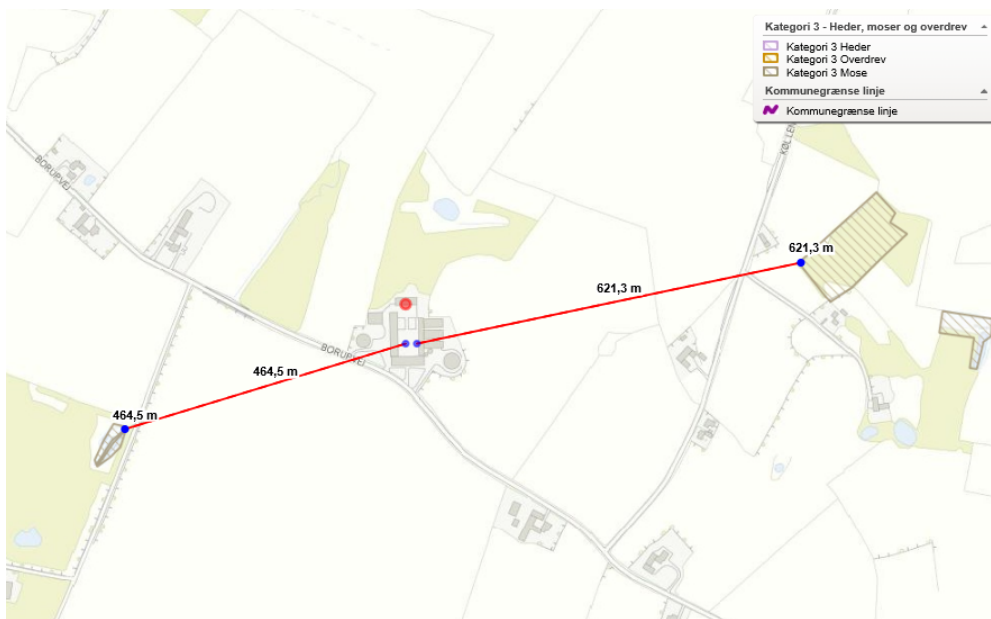 Kategori 3 - Heder, moser og overdrev
Kategori 3 Heder
Kategori 3 Overdrev
Kategori 3 Mose
Kommunegrænse linje
Kommunegrænse linje
KØLLEN
BORUPVEJ
621,3 m
621,3 m
BORUPVEJ
464,5 m
464,5 m